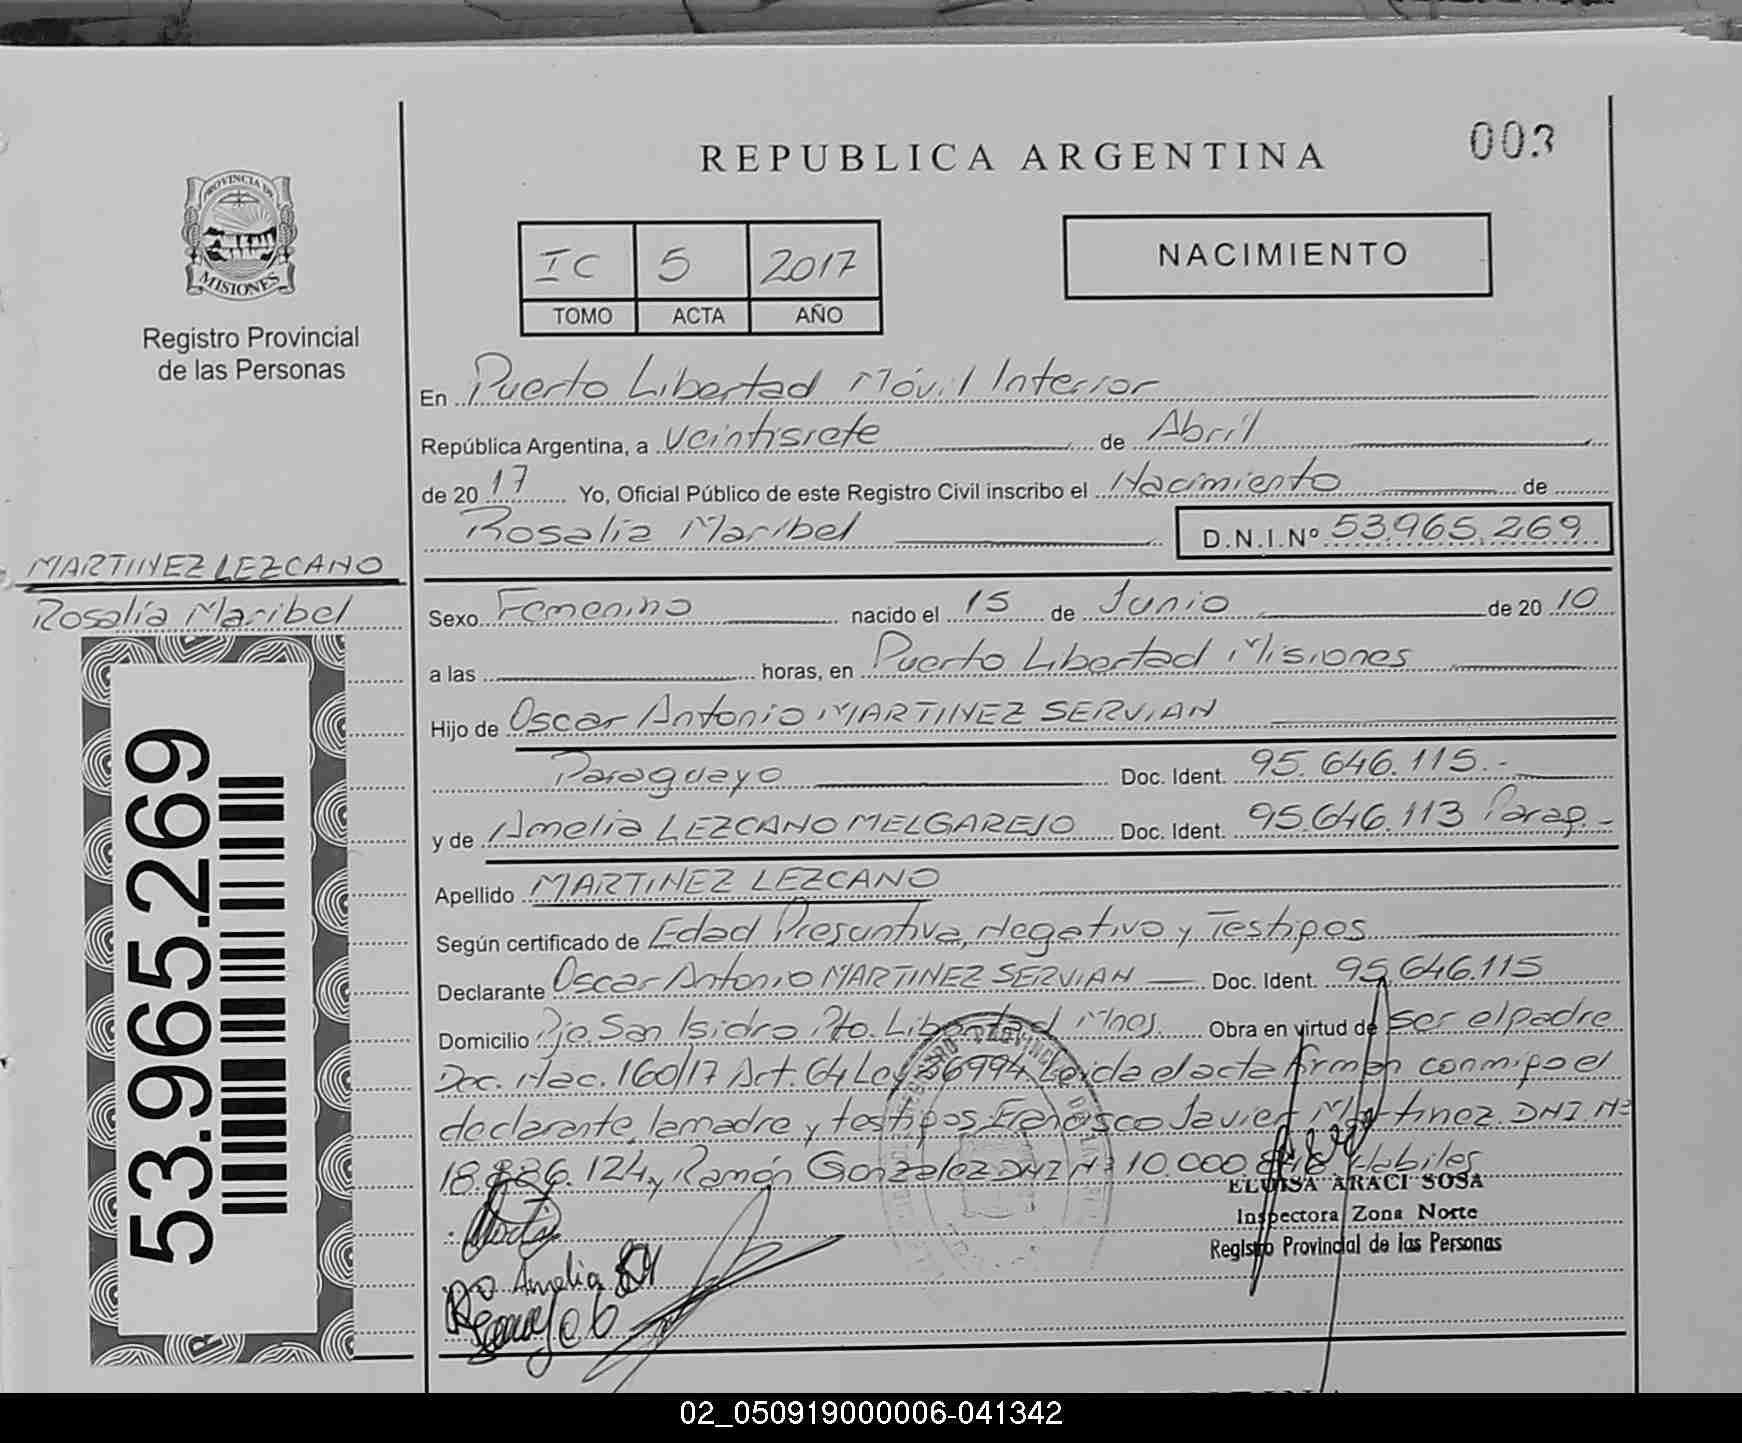 REPUBLICA ARGENTINA
003
PROVINCIA DE
MISIONES
Registro Provincial
de las Personas
IC 5 2017
TOMO ACTA AÑO
NACIMIENTO
En Puerto Libertad Móvil Interior
República Argentina, a veintisiete de Abril
de 2017 Yo, Oficial Público de este Registro Civil inscribo el Nacimiento de
Rosalia Maribel D.N.I.Nº 53.965.269
MARTINEZ LEZCANO
Rosalía Maribel
53.965.269
Sexo Femenino nacido el 15 de Junio de 2010
a las horas, en Puerto Libertad Misiones
Hijo de Oscar Antonio MARTINEZ SERVIAN
Paraguayo Doc. Ident. 95.646.115.-
y de Amelia LEZCANO MELGAREJO Doc. Ident. 95.646.113 Parag-
Apellido MARTINEZ LEZCANO
Según certificado de Edad Presuntiva, Negativo y Testigos
Declarante Oscar Antonio MARTINEZ SERVIAN Doc. Ident. 95.646.115
Domicilio Bo. San Isidro Pto. Libertad Mnes. Obra en virtud de ser el padre
Dec. Nac. 160/17 Art. 64 Ley 26994 Leida el acta firman conmigo el
declarante, la madre y testigos Francisco Javier Martinez. DNI. Nº
18.886.124 y Ramón Gonzalez DNI Nº 10.000. Habiles
ELOISA ARACI SOSA
Inspectora Zona Norte
Registro Provincial de las Personas
Amelia
02_050919000006-041342